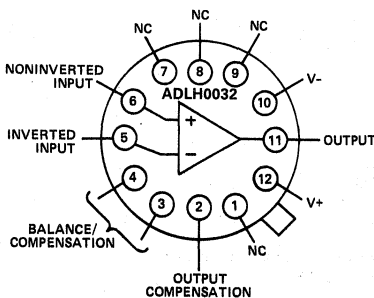 NC
NC
NC
NONINVERTED
INPUT
7
8
9
V-
ADLH0032
6
10
+
INVERTED
INPUT
5
11
OUTPUT
−
4
12
V+
3
2
1
BALANCE/
COMPENSATION
NC
OUTPUT
COMPENSATION